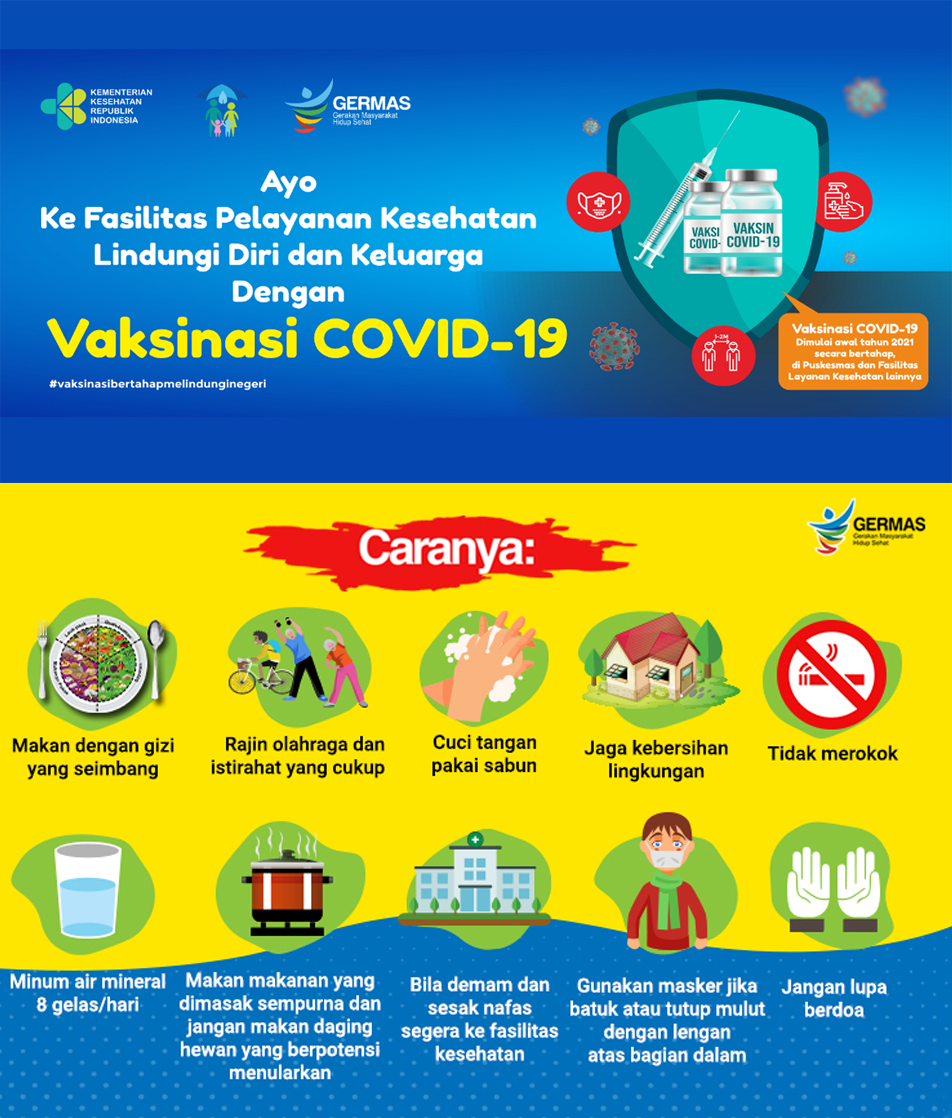 KEMENTERIAN
KESEHATAN
REPUBLIK
INDONESIA
GERMAS
Gerakan Masyarakat
Hidup Sehat
Ayo
Ke Fasilitas Pelayanan Kesehatan
Lindungi Diri dan Keluarga
Dengan
Vaksinasi COVID-19
#vaksinasibertahapmelindunginegeri
VAKSI
COVID-
VAKSIN
COVID-19
1-2M
Vaksinasi COVID-19
Dimulai awal tahun 2021
secara bertahap,
di Puskesmas dan Fasilitas
Layanan Kesehatan lainnya
Caranya:
GERMAS
Gerakan Masyarakat
Hidup Sehat
Makan dengan gizi
yang seimbang
Rajin olahraga dan
istirahat yang cukup
Cuci tangan
pakai sabun
Jaga kebersihan
lingkungan
Tidak merokok
Minum air mineral
8 gelas/hari
Makan makanan yang
dimasak sempurna dan
jangan makan daging
hewan yang berpotensi
menularkan
Bila demam dan
sesak nafas
segera ke fasilitas
kesehatan
Gunakan masker jika
batuk atau tutup mulut
dengan lengan
atas bagian dalam
Jangan lupa
berdoa